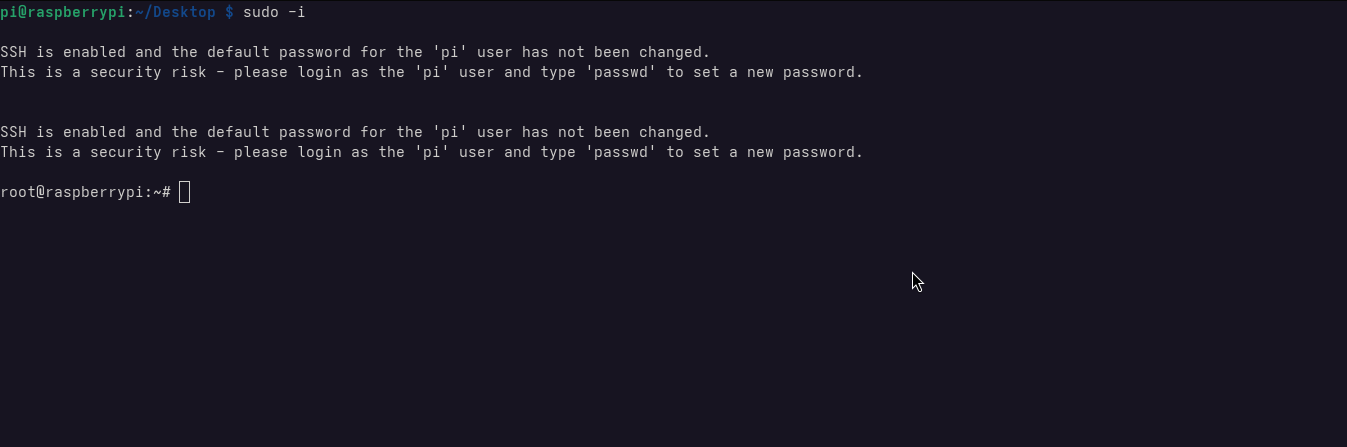 pi@raspberrypi:~/Desktop $ sudo -i
SSH is enabled and the default password for the 'pi' user has not been changed.
This is a security risk - please login as the 'pi' user and type 'passwd' to set a new password.
SSH is enabled and the default password for the 'pi' user has not been changed.
This is a security risk - please login as the 'pi' user and type 'passwd' to set a new password.
root@raspberrypi:~#